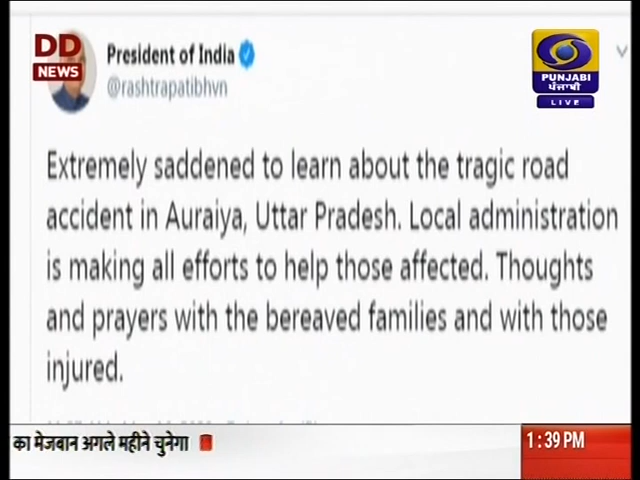 DD
NEWS
President of India
@rashtrapatibhvn
PUNJABI
ਪੰਜਾਬੀ
LIVE
Extremely saddened to learn about the tragic road
accident in Auraiya, Uttar Pradesh. Local administration
is making all efforts to help those affected. Thoughts
and prayers with the bereaved families and with those
injured.
का मेजबान अगले महीने चुनेगा
1:39 PM